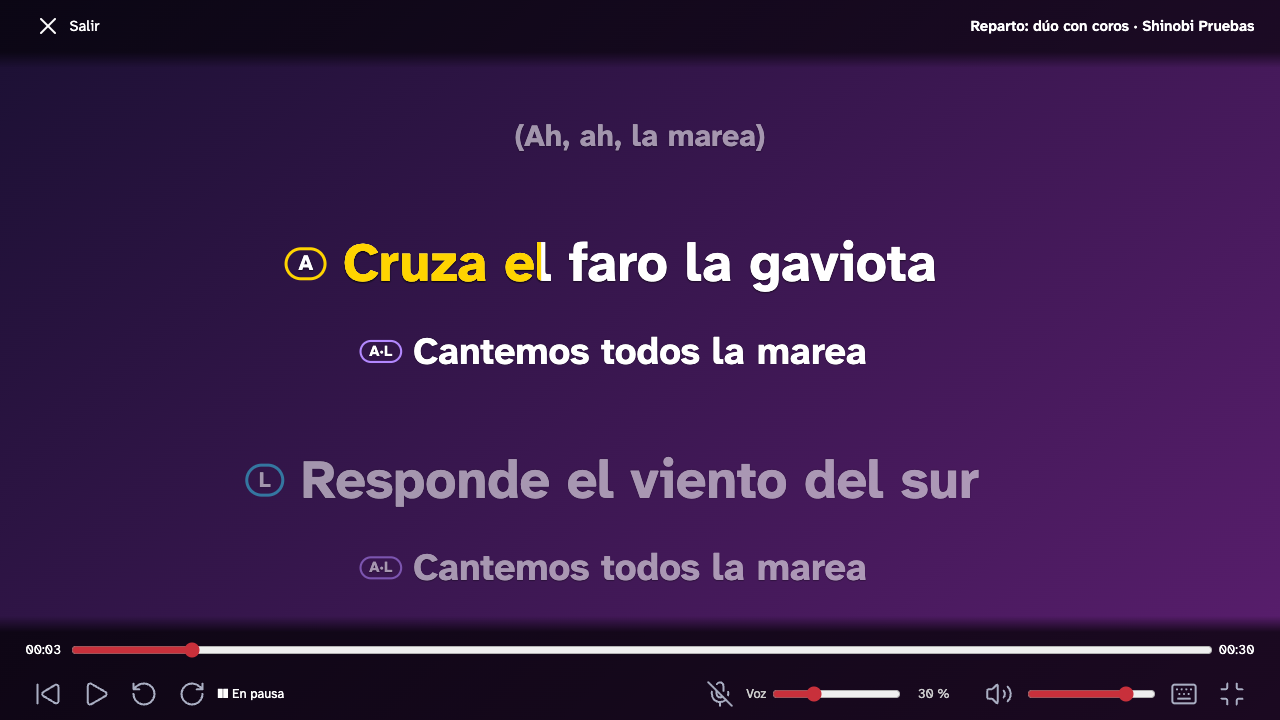 Salir
Reparto: dúo con coros · Shinobi Pruebas
(Ah, ah, la marea)
A Cruza el faro la gaviota
A·L Cantemos todos la marea
L Responde el viento del sur
A·L Cantemos todos la marea
00:03
00:30
En pausa
Voz
30 %